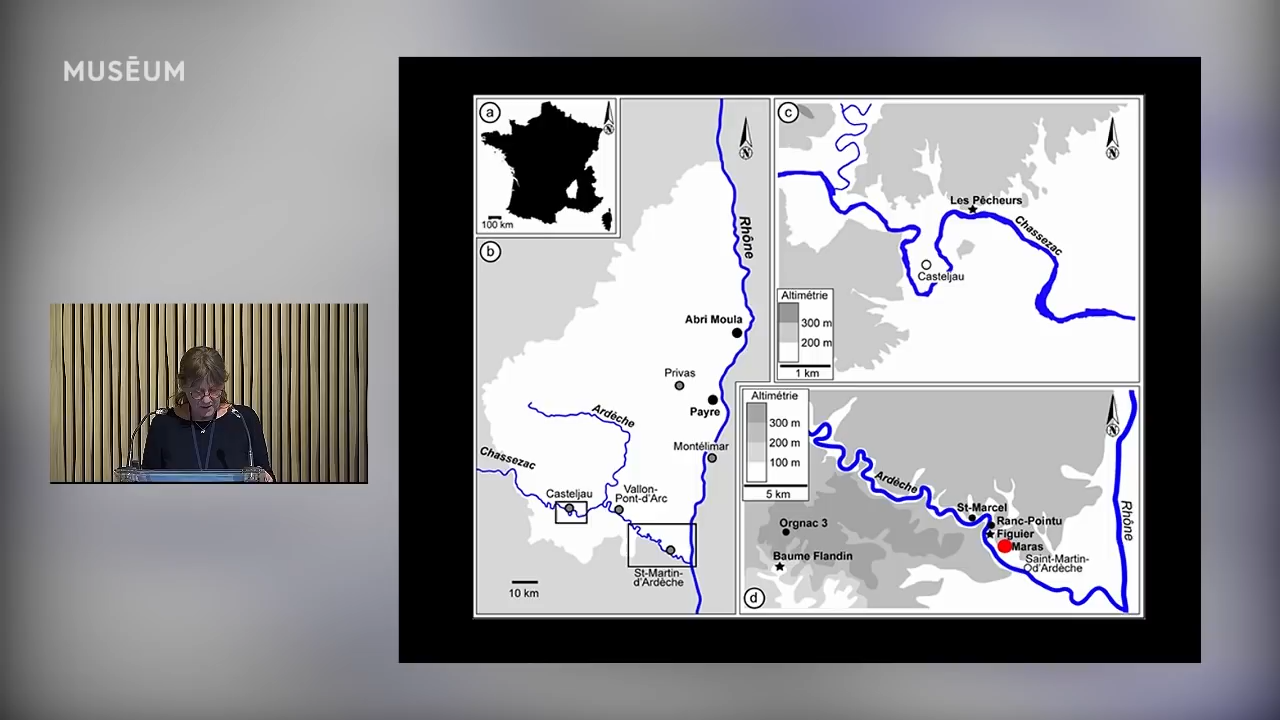 MUSĒUM
a
N
100 km
b
N
Rhône
Abri Moula
Privas
Payre
Ardèche
Montélimar
Chassezac
Casteljau
Vallon-
Pont-d'Arc
St-Martin-
d'Ardèche
10 km
c
N
Les Pêcheurs
Chassezac
Casteljau
Altimétrie
300 m
200 m
1 km
Altimétrie
300 m
200 m
100 m
5 km
N
Ardèche
Rhône
St-Marcel
Ranc-Pointu
Figuier
Maras
Saint-Martin-
d'Ardèche
Orgnac 3
Baume Flandin
d